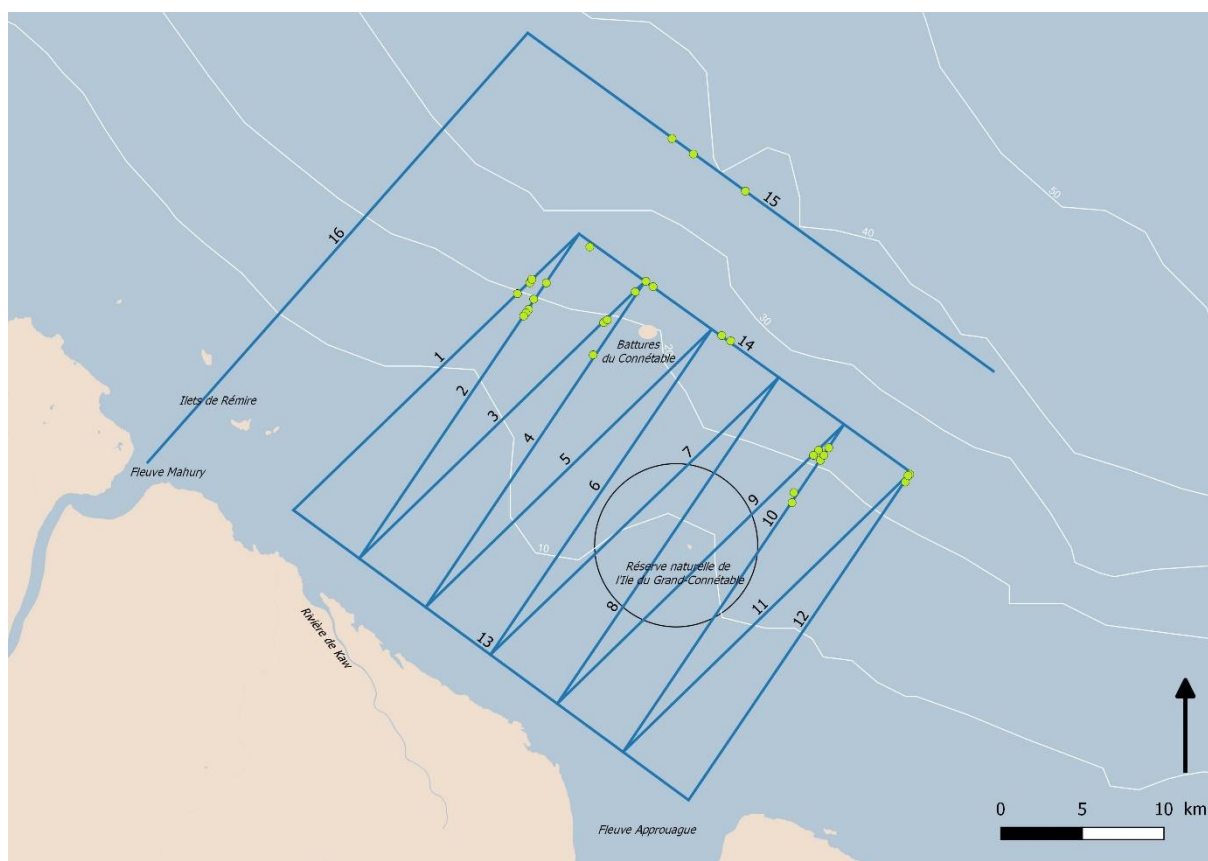 50
15
40
16
30
14
Battures
du Connétable
1
2
3
4
5
6
7
Ilets de Rémire
Fleuve Mahury
9
10
10
Réserve naturelle de
l'Ile du Grand-Connétable
8
11
12
13
Rivière de Kaw
Fleuve Approuague
0 5 10 km